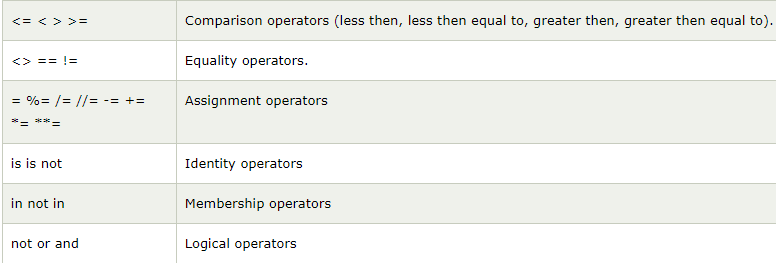 <= < > >= Comparison operators (less then, less then equal to, greater then, greater then equal to).
<> == != Equality operators.
= %= /= //= -= += Assignment operators
*= **=
is is not Identity operators
in not in Membership operators
not or and Logical operators